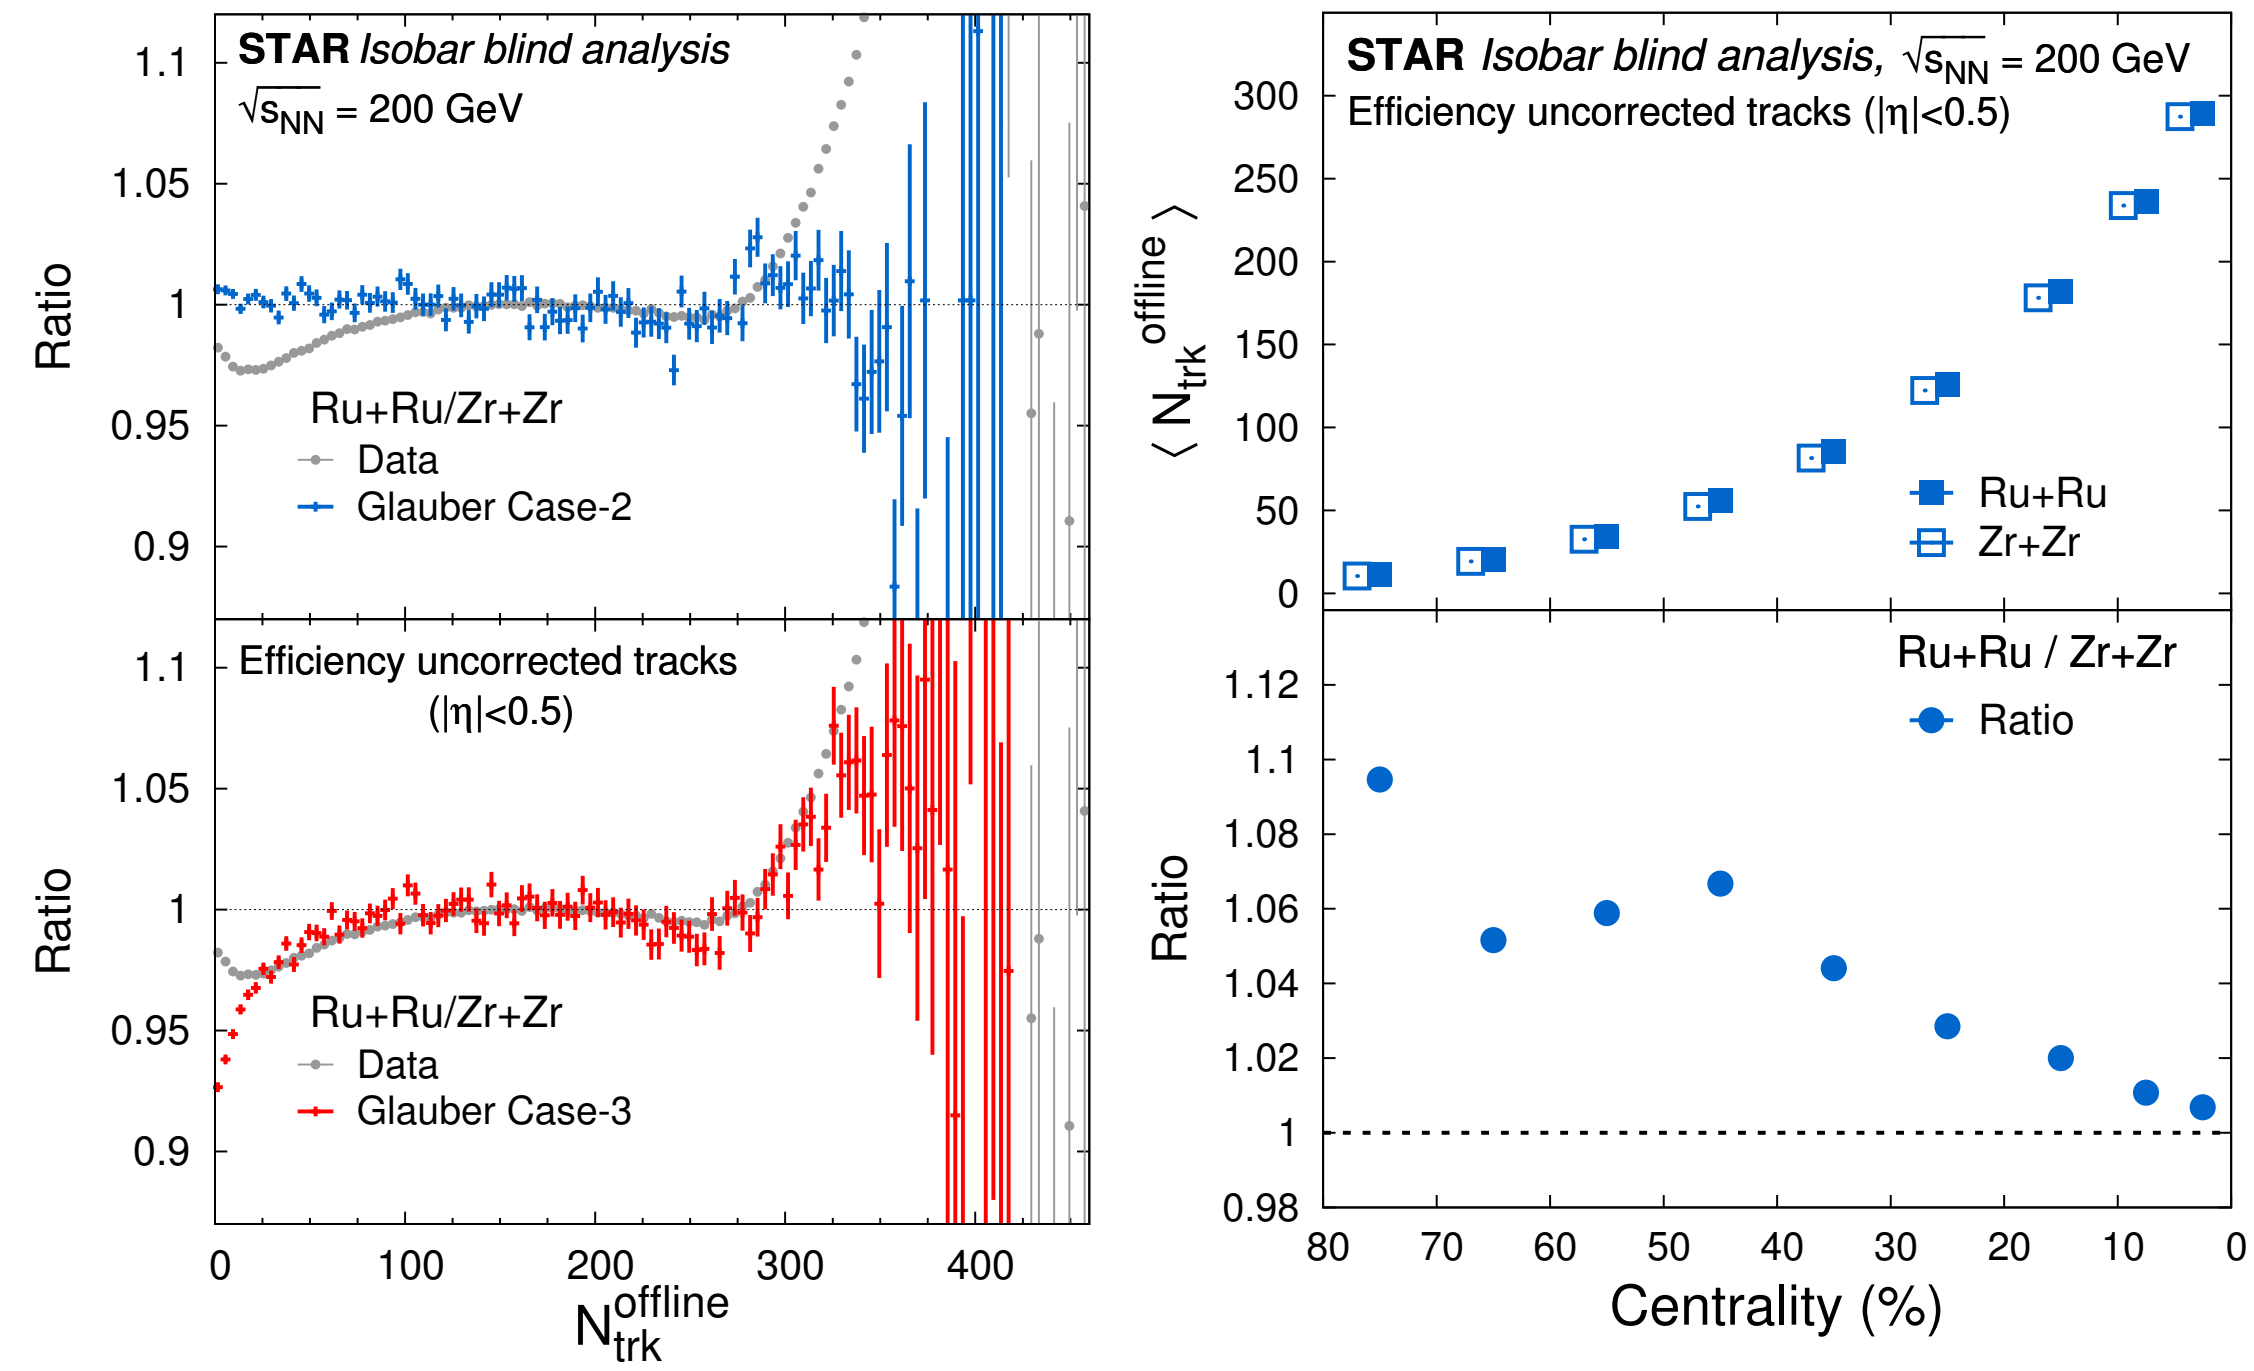 STAR Isobar blind analysis
√sNN = 200 GeV
1.1
1.05
1
0.95
0.9
Ratio
Ru+Ru/Zr+Zr
Data
Glauber Case-2
Efficiency uncorrected tracks
(|η|<0.5)
1.1
1.05
1
0.95
0.9
Ratio
Ru+Ru/Zr+Zr
Data
Glauber Case-3
0 100 200 300 400
Ntrk^offline
STAR Isobar blind analysis, √sNN = 200 GeV
Efficiency uncorrected tracks (|η|<0.5)
300
250
200
150
100
50
0
⟨ Ntrk^offline ⟩
Ru+Ru
Zr+Zr
Ru+Ru / Zr+Zr
Ratio
1.12
1.1
1.08
1.06
1.04
1.02
1
0.98
Ratio
80 70 60 50 40 30 20 10 0
Centrality (%)